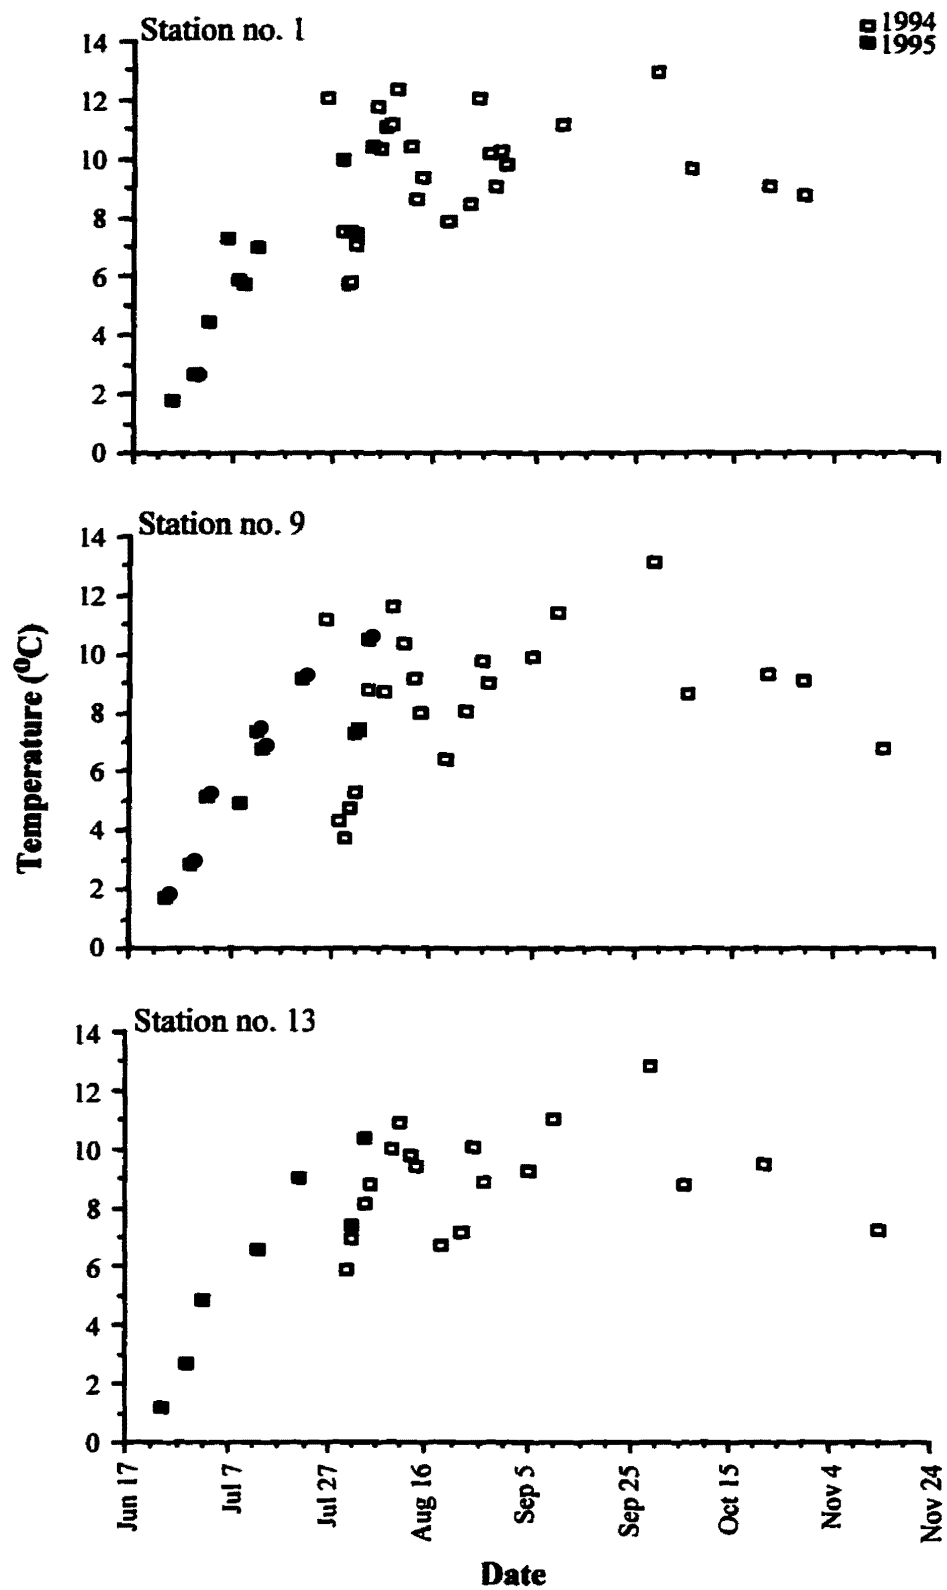 Station no. 1
1994
1995
14
12
10
8
6
4
2
0
Station no. 9
14
12
10
8
6
4
2
0
Temperature (⁰C)
Station no. 13
14
12
10
8
6
4
2
0
Jun 17
Jul 7
Jul 27
Aug 16
Sep 5
Sep 25
Oct 15
Nov 4
Nov 24
Date